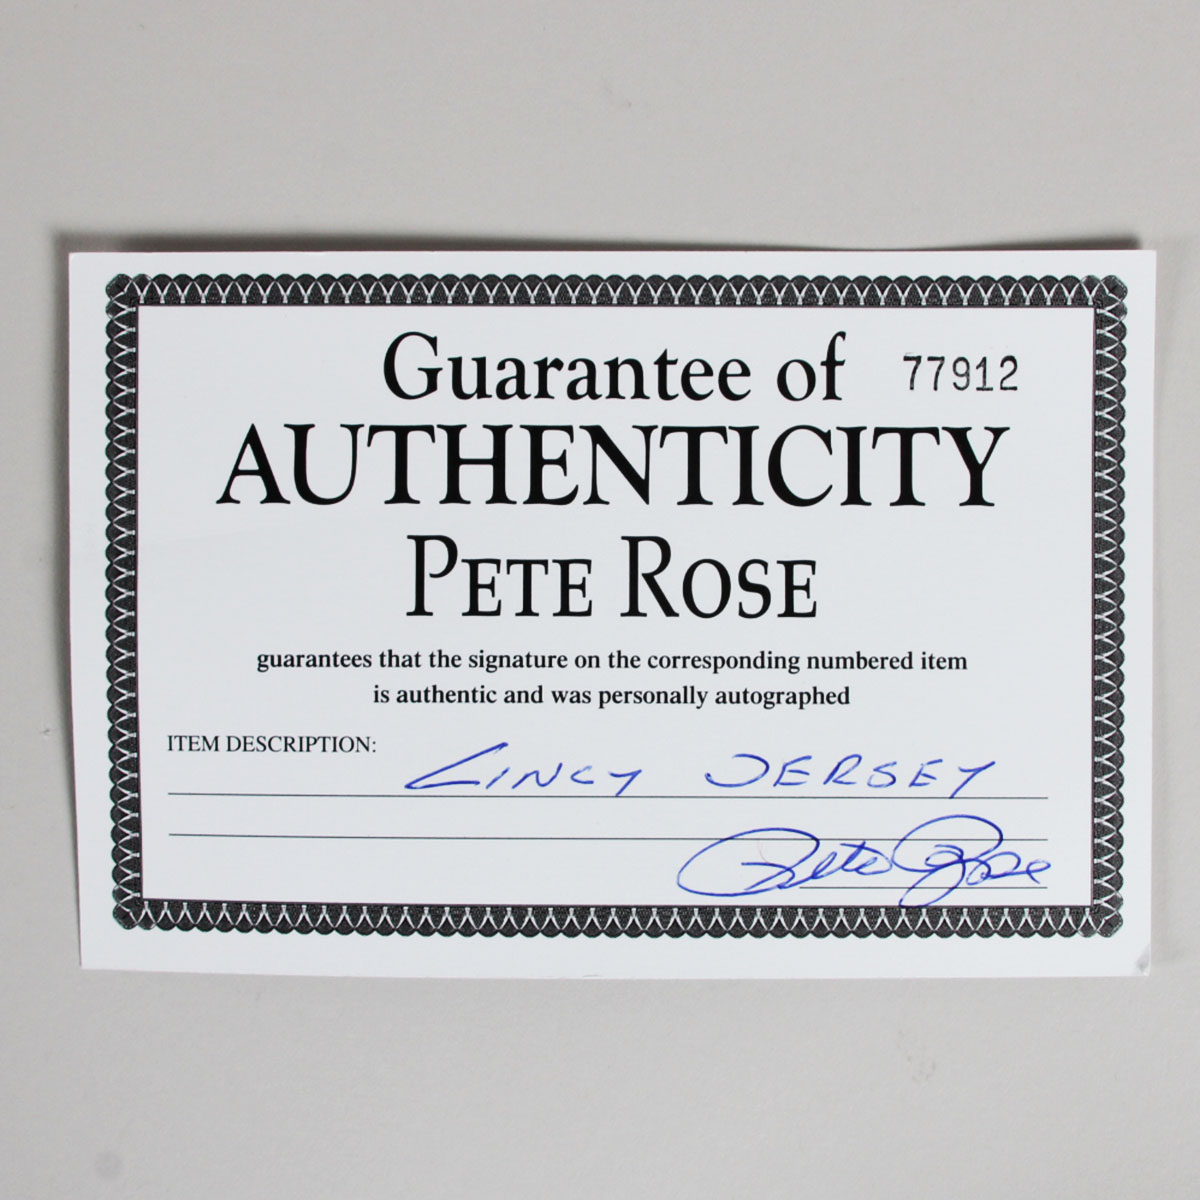 Guarantee of 77912
AUTHENTICITY
PETE ROSE
guarantees that the signature on the corresponding numbered item
is authentic and was personally autographed
ITEM DESCRIPTION: CINCY JERSEY
Pete Rose